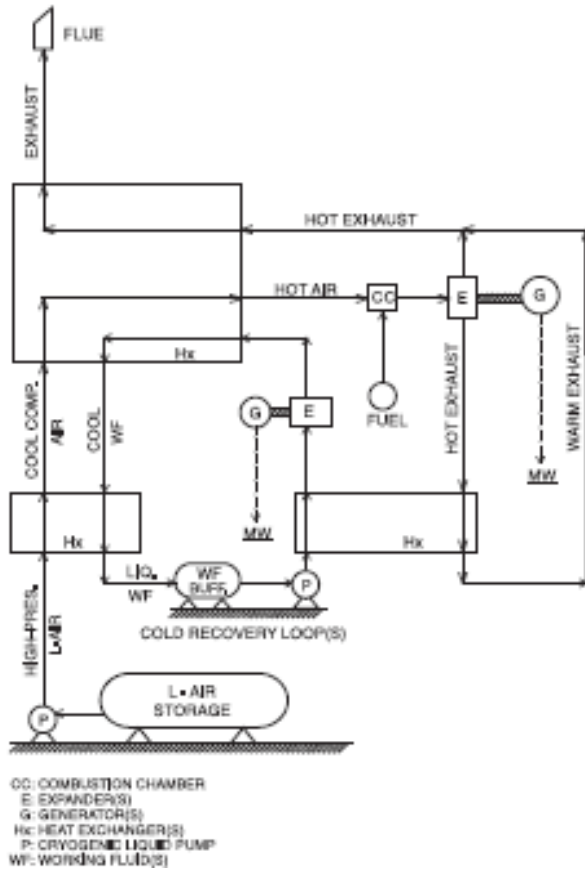 FLUE
EXHAUST
HOT EXHAUST
HOT AIR
CC
E
G
Hx
COOL COMP.
AIR
COOL
WF
G
E
FUEL
HOT EXHAUST
WARM EXHAUST
MW
MW
Hx
Hx
LIQ.
WF
WF
BUFF.
P
COLD RECOVERY LOOP(S)
HIGH-PRES.
L-AIR
L-AIR
STORAGE
P
CC: COMBUSTION CHAMBER
E: EXPANDER(S)
G: GENERATOR(S)
Hx: HEAT EXCHANGER(S)
P: CRYOGENIC LIQUID PUMP
WF: WORKING FLUID(S)